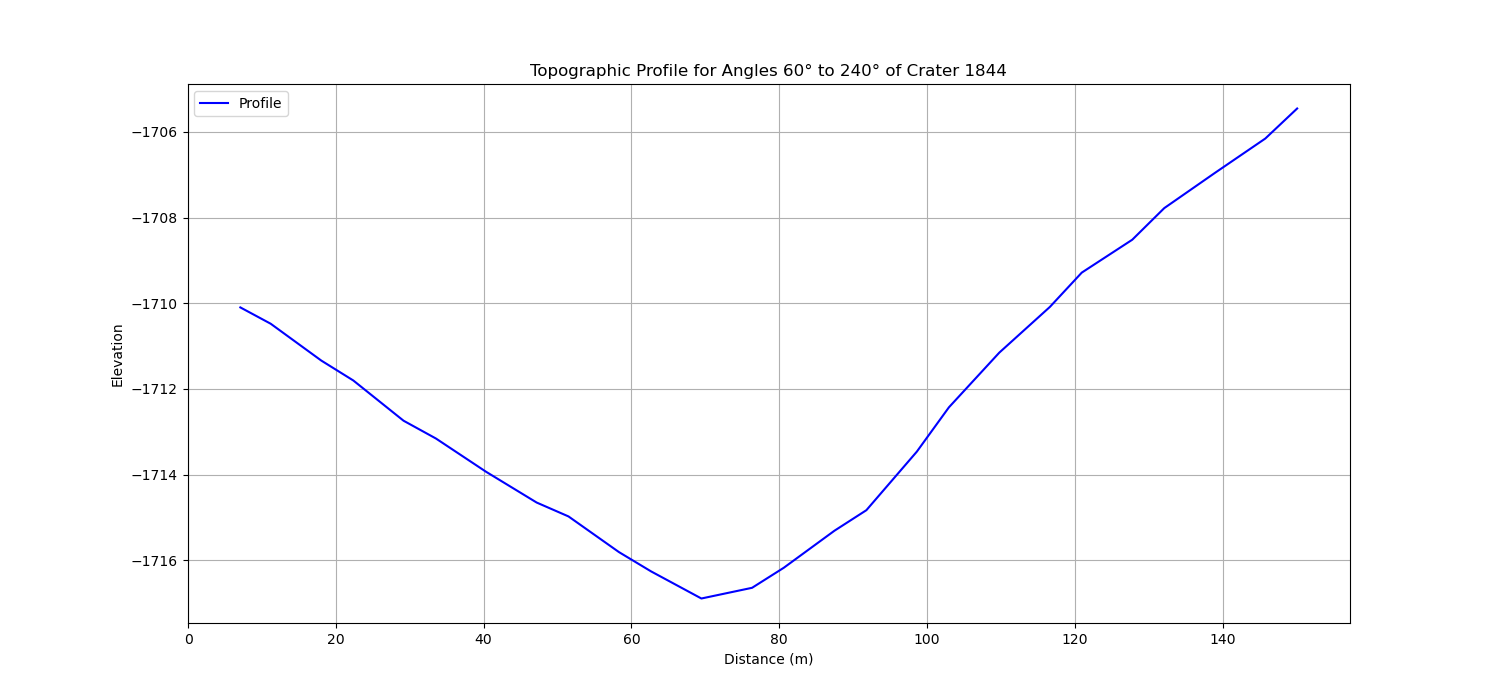 Topographic Profile for Angles 60° to 240° of Crater 1844
Profile
Elevation
−1706
−1708
−1710
−1712
−1714
−1716
0 20 40 60 80 100 120 140
Distance (m)